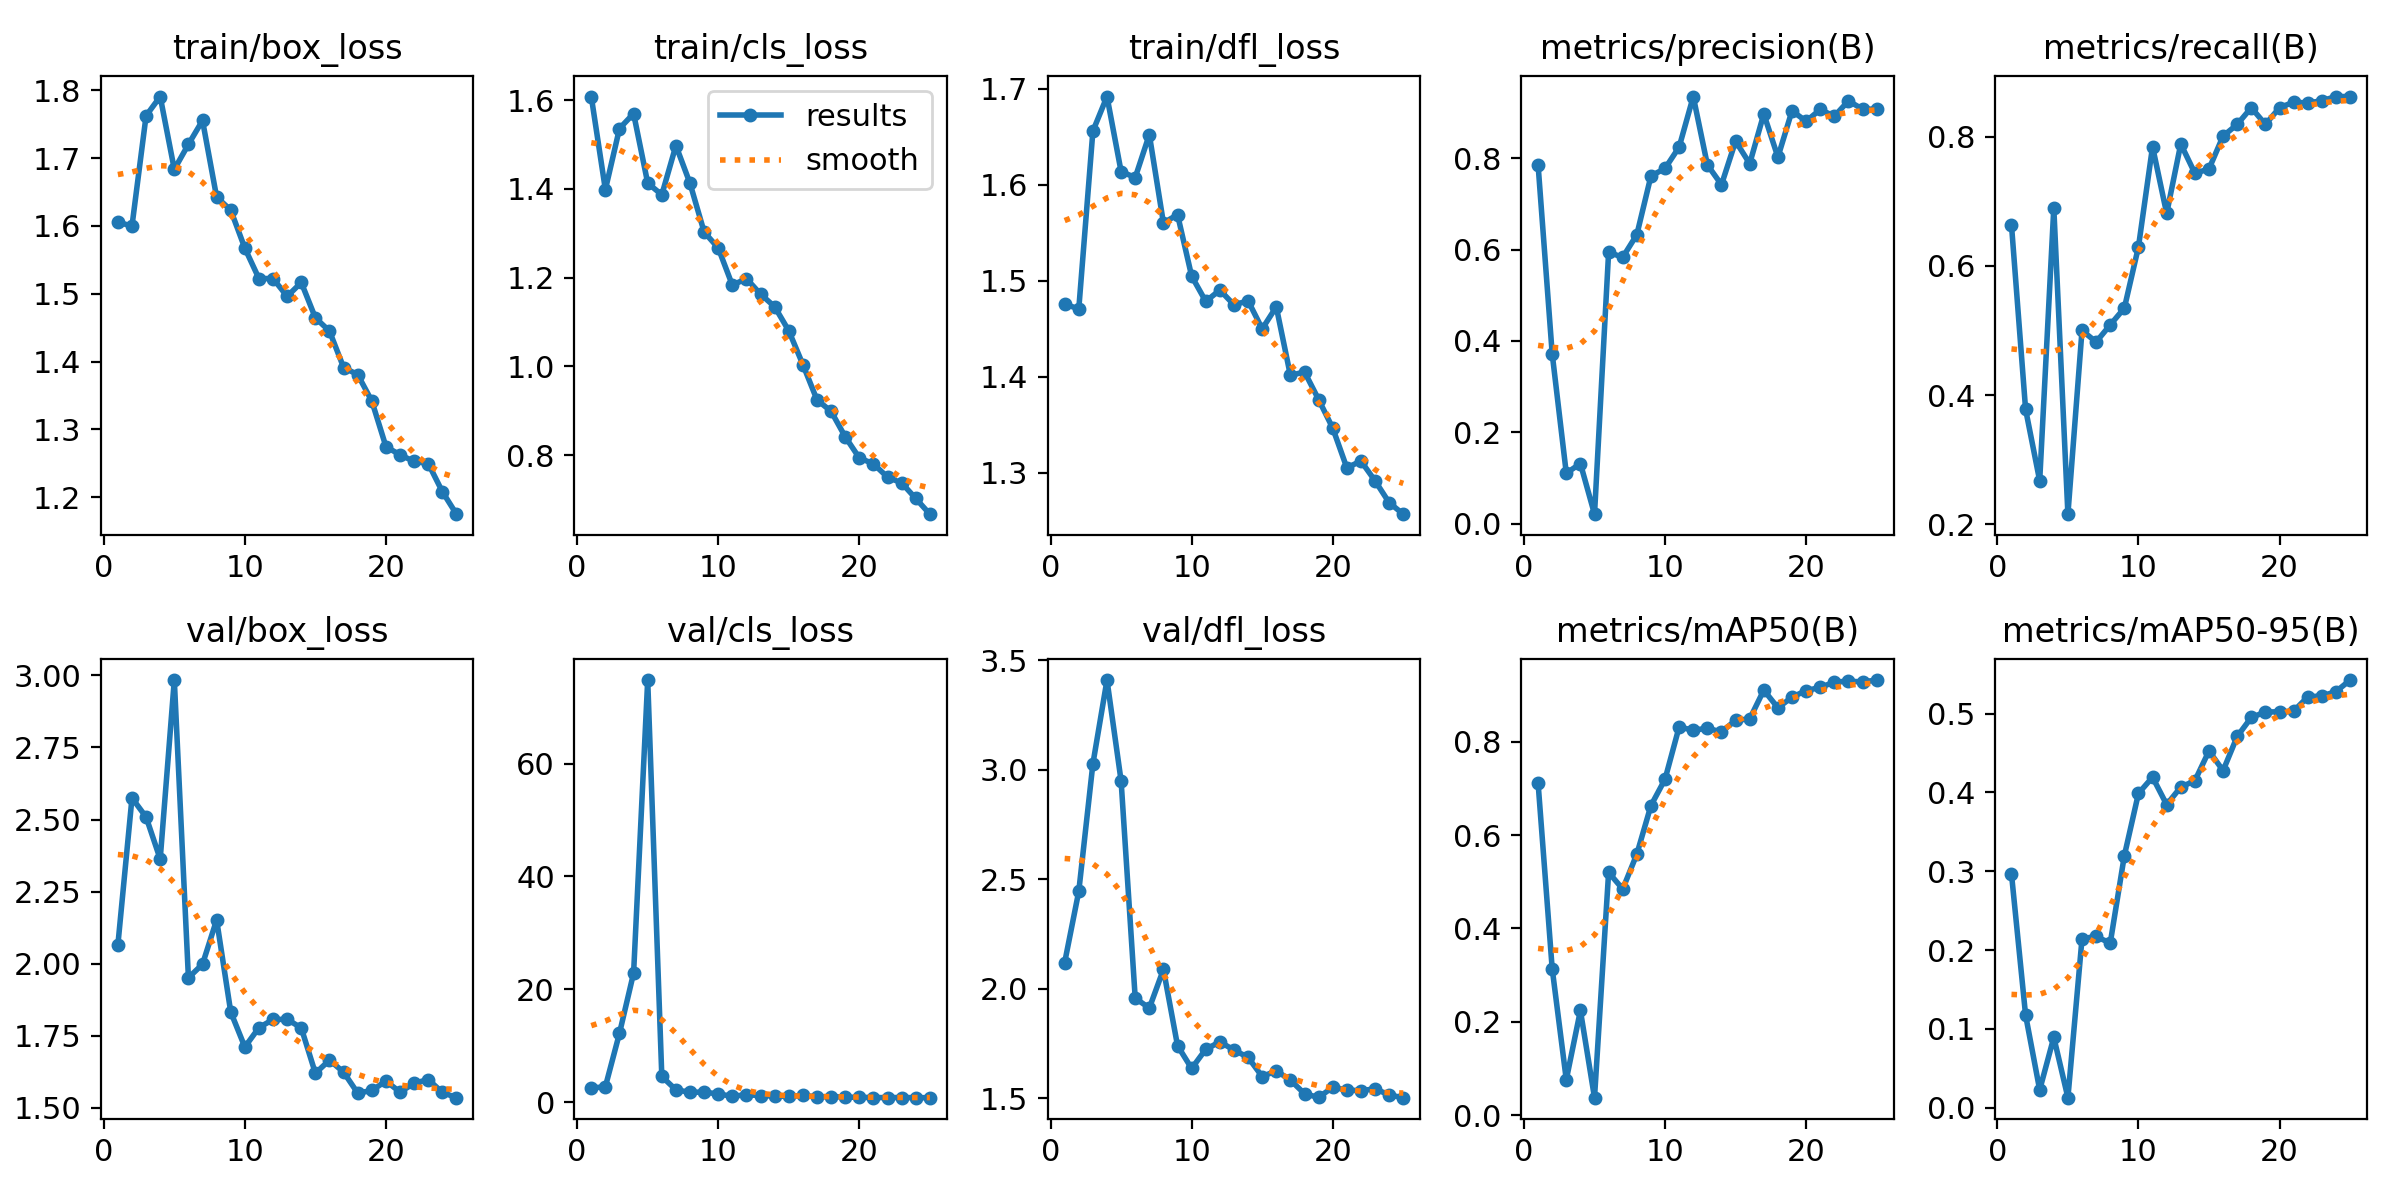 train/box_loss
train/cls_loss
train/dfl_loss
metrics/precision(B)
metrics/recall(B)
1.8
1.7
1.6
1.5
1.4
1.3
1.2
0 10 20
1.6
1.4
1.2
1.0
0.8
0 10 20
results
smooth
1.7
1.6
1.5
1.4
1.3
0 10 20
0.8
0.6
0.4
0.2
0.0
0 10 20
0.8
0.6
0.4
0.2
0 10 20
val/box_loss
val/cls_loss
val/dfl_loss
metrics/mAP50(B)
metrics/mAP50-95(B)
3.00
2.75
2.50
2.25
2.00
1.75
1.50
0 10 20
60
40
20
0
0 10 20
3.5
3.0
2.5
2.0
1.5
0 10 20
0.8
0.6
0.4
0.2
0.0
0 10 20
0.5
0.4
0.3
0.2
0.1
0.0
0 10 20